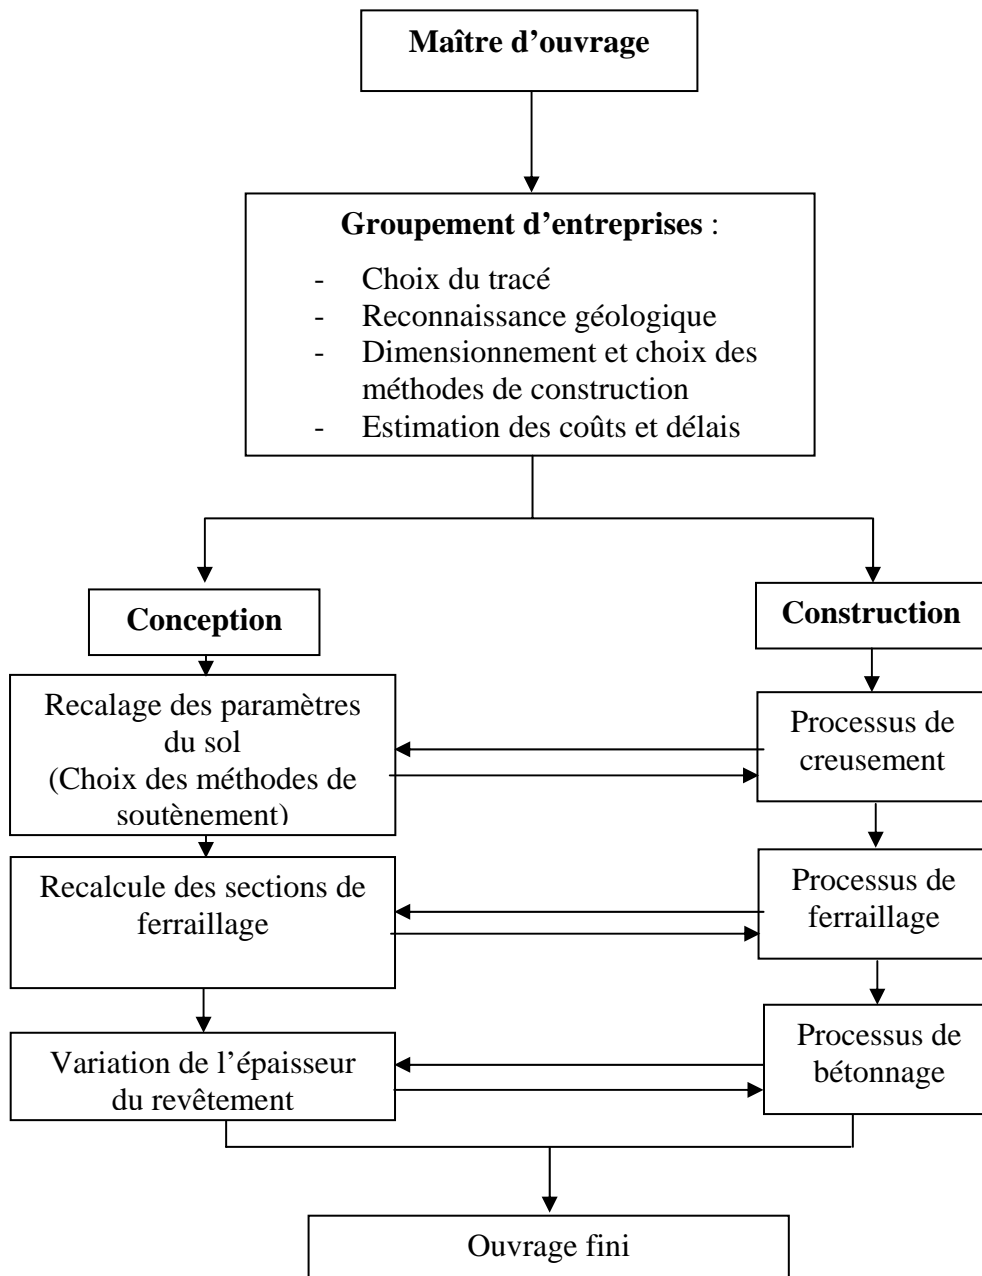 Maître d’ouvrage
Groupement d’entreprises :
- Choix du tracé
- Reconnaissance géologique
- Dimensionnement et choix des
méthodes de construction
- Estimation des coûts et délais
Conception
Construction
Recalage des paramètres
du sol
(Choix des méthodes de
soutènement)
Processus de
creusement
Recalcule des sections de
ferraillage
Processus de
ferraillage
Variation de l’épaisseur
du revêtement
Processus de
bétonnage
Ouvrage fini